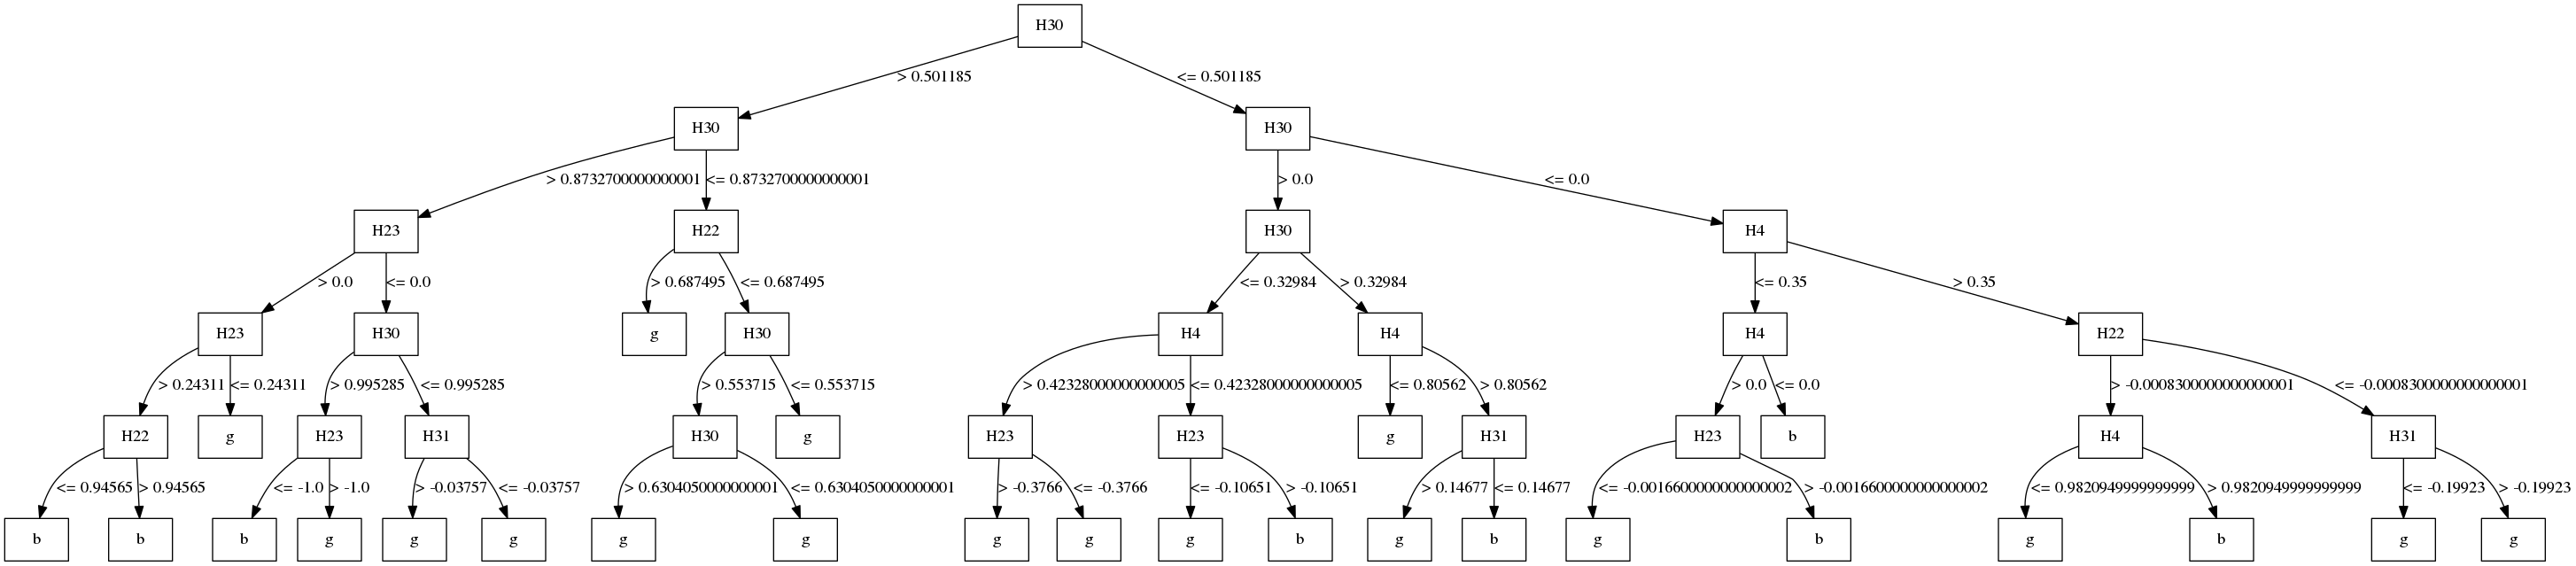 H30
> 0.501185
<= 0.501185
H30
H30
> 0.8732700000000001
<= 0.8732700000000001
> 0.0
<= 0.0
H23
H22
H30
H4
> 0.0
<= 0.0
> 0.687495
<= 0.687495
<= 0.32984
> 0.32984
<= 0.35
> 0.35
H23
H30
g
H30
H4
H4
H4
H22
> 0.24311
<= 0.24311
> 0.995285
<= 0.995285
> 0.553715
<= 0.553715
> 0.42328000000000005
<= 0.42328000000000005
<= 0.80562
> 0.80562
> 0.0
<= 0.0
> -0.0008300000000000001
<= -0.0008300000000000001
H22
g
H23
H31
H30
g
H23
H23
g
H31
H23
b
H4
H31
<= 0.94565
> 0.94565
<= -1.0
> -1.0
> -0.03757
<= -0.03757
> 0.6304050000000001
<= 0.6304050000000001
> -0.3766
<= -0.3766
<= -0.10651
> -0.10651
> 0.14677
<= 0.14677
<= -0.0016600000000000002
> -0.0016600000000000002
<= 0.9820949999999999
> 0.9820949999999999
<= -0.19923
> -0.19923
b
b
b
g
g
g
g
g
g
g
g
b
g
b
g
b
g
b
g
g